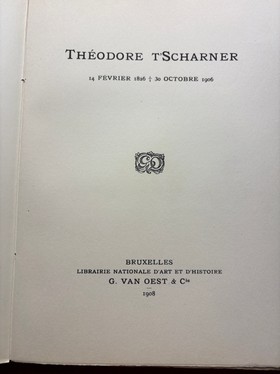 THÉODORE T'SCHARNER
14 FÉVRIER 1826 † 30 OCTOBRE 1906
BRUXELLES
LIBRAIRIE NATIONALE D'ART ET D'HISTOIRE
G. VAN OEST & Cie
1908